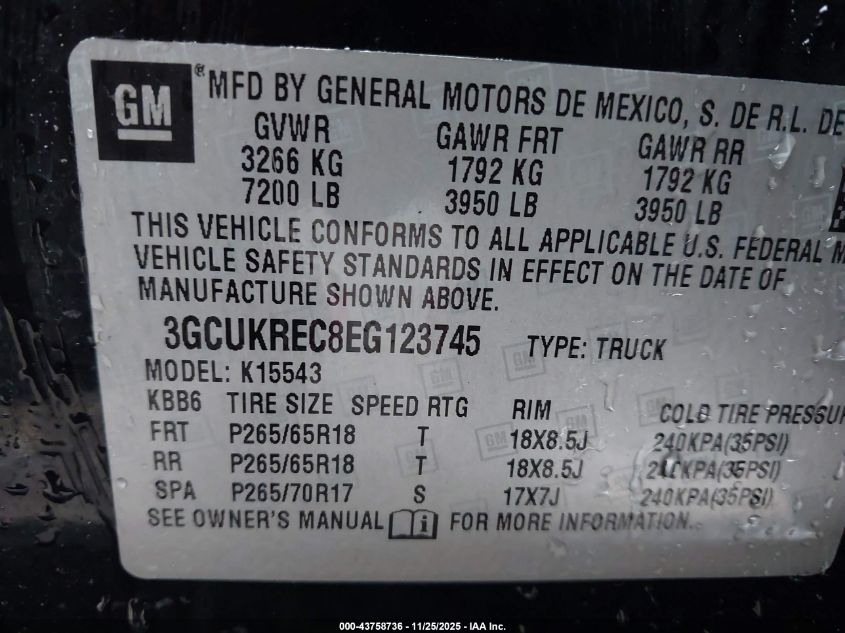 GM
® MFD BY GENERAL MOTORS DE MEXICO, S. DE R.L. DE
GVWR GAWR FRT GAWR RR
3266 KG 1792 KG 1792 KG
7200 LB 3950 LB 3950 LB
THIS VEHICLE CONFORMS TO ALL APPLICABLE U.S. FEDERAL M
VEHICLE SAFETY STANDARDS IN EFFECT ON THE DATE OF
MANUFACTURE SHOWN ABOVE.
3GCUKREC8EG123745 TYPE: TRUCK
MODEL: K15543
KBB6 TIRE SIZE SPEED RTG RIM COLD TIRE PRESSUR
FRT P265/65R18 T 18X8.5J 240KPA(35PSI)
RR P265/65R18 T 18X8.5J 240KPA(35PSI)
SPA P265/70R17 S 17X7J 240KPA(35PSI)
SEE OWNER'S MANUAL i FOR MORE INFORMATION.
000-43758736 - 11/25/2025 - IAA Inc.